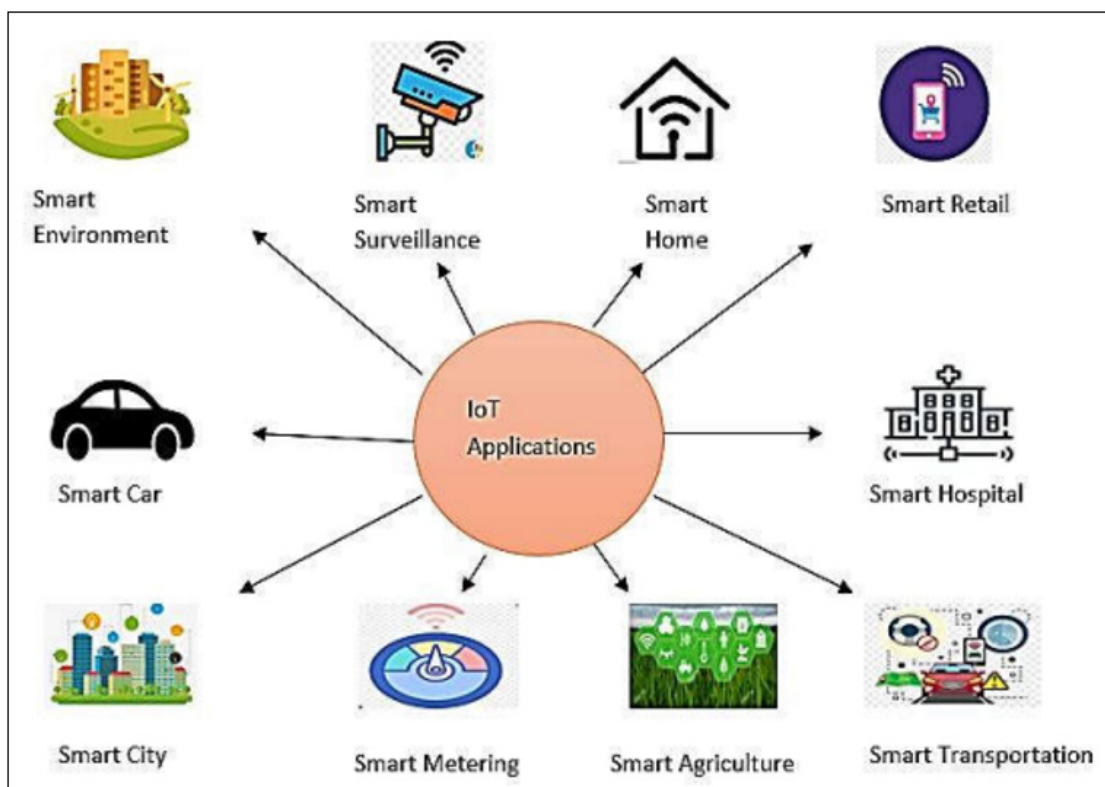 Smart
Environment
Smart
Surveillance
Smart
Home
Smart Retail
IoT
Applications
Smart Car
Smart Hospital
Smart City
Smart Metering
Smart Agriculture
Smart Transportation